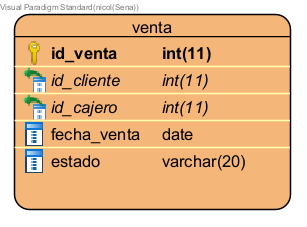 Visual Paradigm Standard(nicol(Sena))
venta
id_venta int(11)
id_cliente int(11)
id_cajero int(11)
fecha_venta date
estado varchar(20)